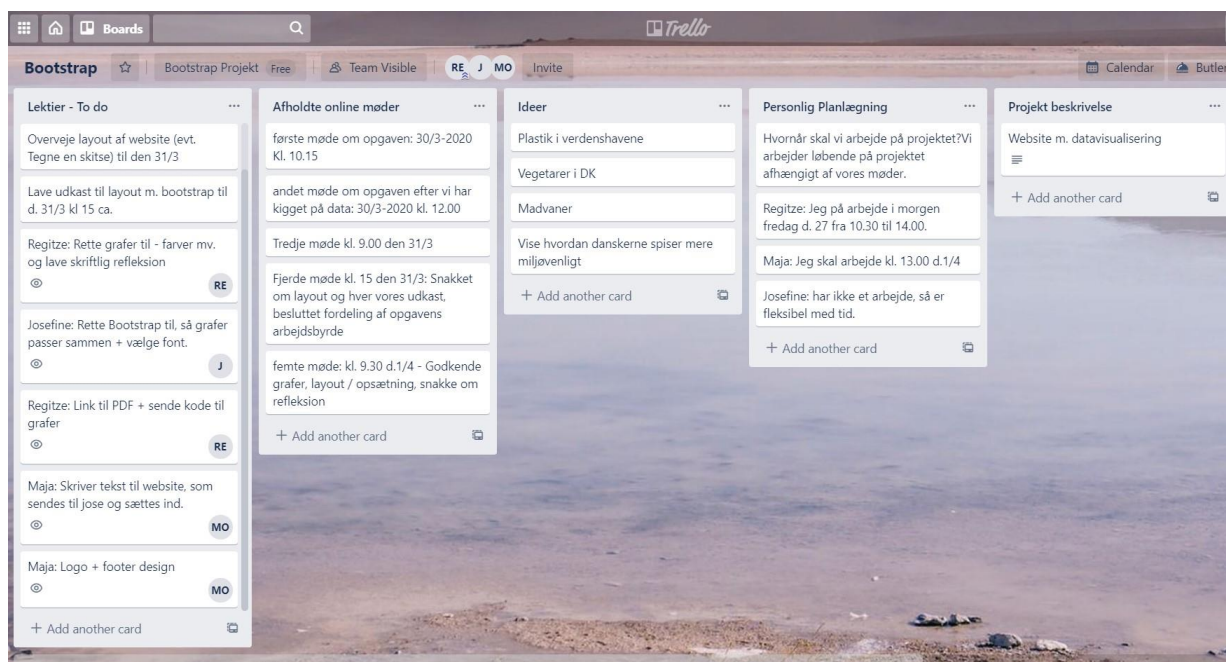 Boards
Trello
Bootstrap
Bootstrap Projekt
Free
Team Visible
RE
J
MO
Invite
Calendar
Butler
Lektier - To do
Overveje layout af website (evt.
Tegne en skitse) til den 31/3
Lave udkast til layout m. bootstrap til
d. 31/3 kl 15 ca.
Regitze: Rette grafer til - farver mv.
og lave skriftlig refleksion
RE
Josefine: Rette Bootstrap til, så grafer
passer sammen + vælge font.
J
Regitze: Link til PDF + sende kode til
grafer
RE
Maja: Skriver tekst til website, som
sendes til jose og sættes ind.
MO
Maja: Logo + footer design
MO
+ Add another card
Afholdte online møder
første møde om opgaven: 30/3-2020
Kl. 10.15
andet møde om opgaven efter vi har
kigget på data: 30/3-2020 kl. 12.00
Tredje møde kl. 9.00 den 31/3
Fjerde møde kl. 15 den 31/3: Snakket
om layout og hver vores udkast,
besluttet fordeling af opgavens
arbejdsbyrde
femte møde: kl. 9.30 d.1/4 - Godkende
grafer, layout / opsætning, snakke om
refleksion
+ Add another card
Ideer
Plastik i verdenshavene
Vegetarer i DK
Madvaner
Vise hvordan danskerne spiser mere
miljøvenligt
+ Add another card
Personlig Planlægning
Hvornår skal vi arbejde på projektet?Vi
arbejder løbende på projektet
afhængigt af vores møder.
Regitze: Jeg på arbejde i morgen
fredag d. 27 fra 10.30 til 14.00.
Maja: Jeg skal arbejde kl. 13.00 d.1/4
Josefine: har ikke et arbejde, så er
fleksibel med tid.
+ Add another card
Projekt beskrivelse
Website m. datavisualisering
+ Add another card